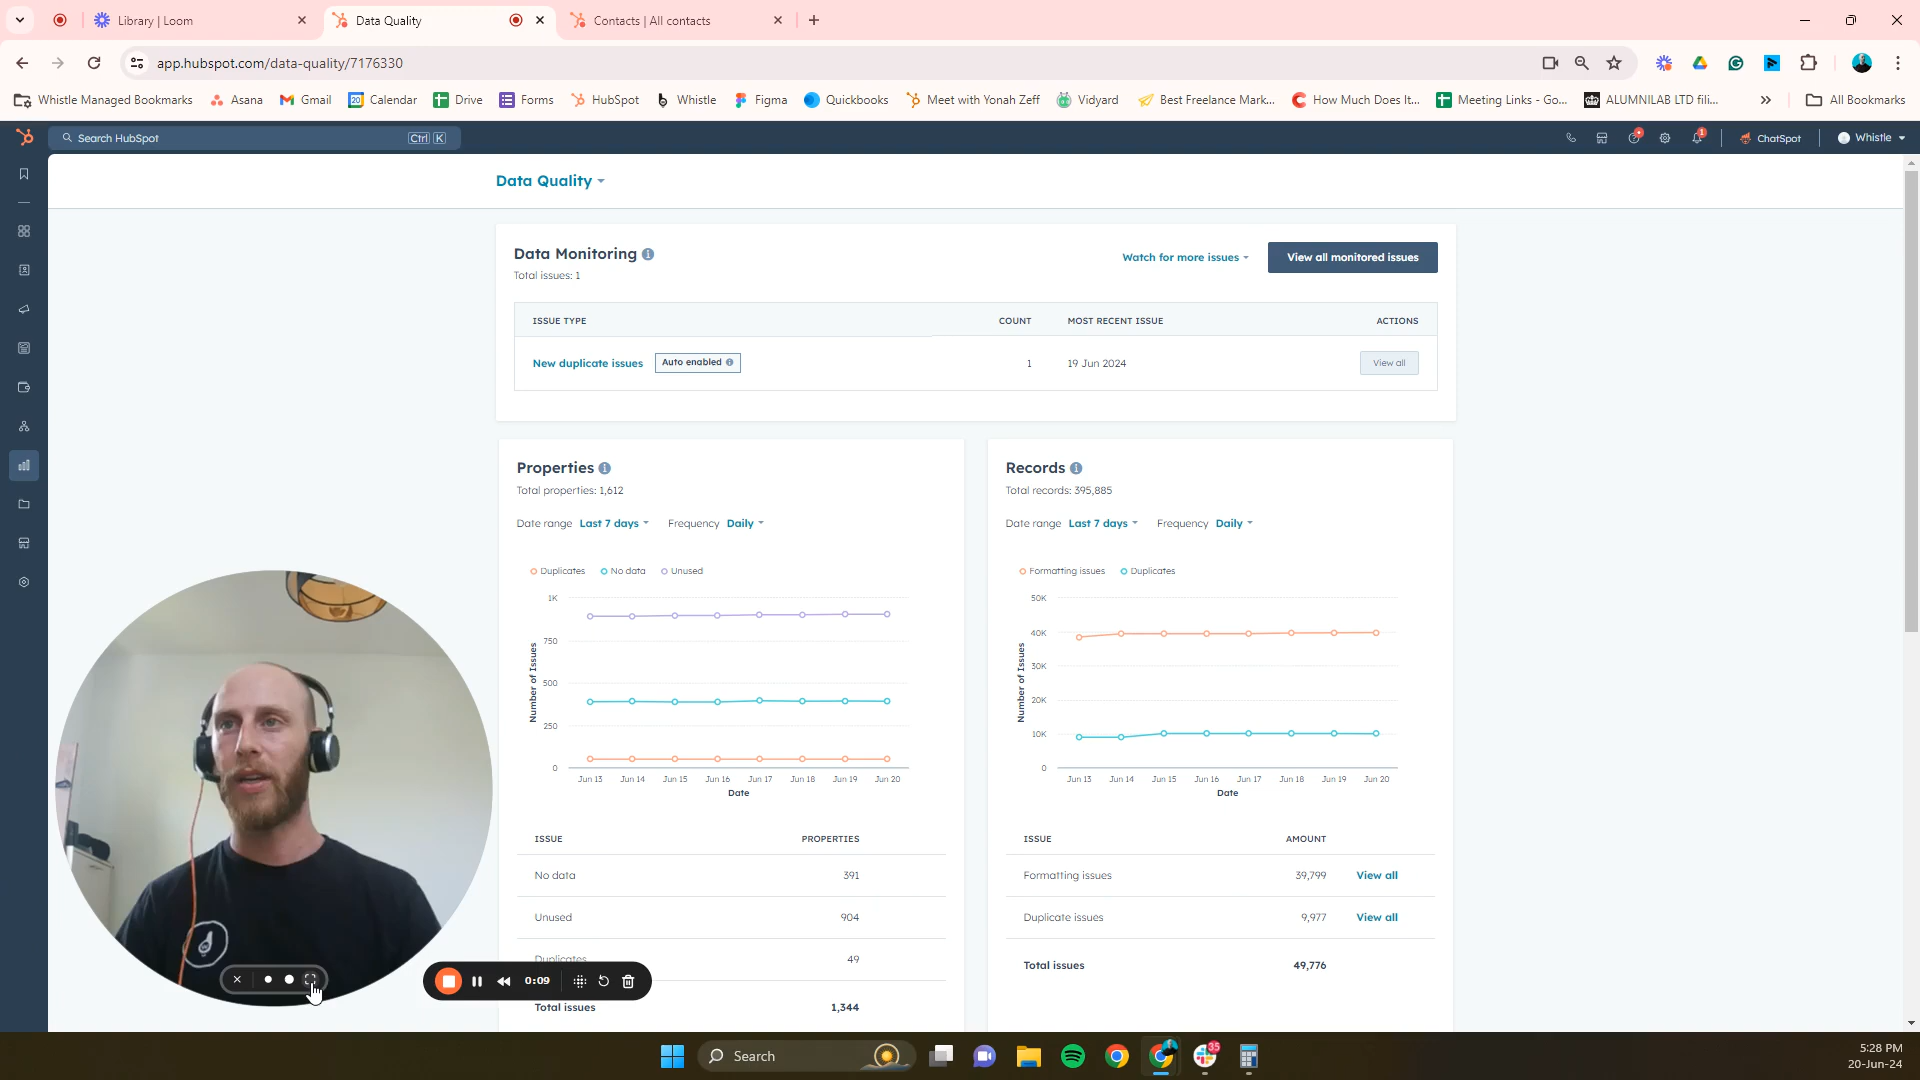 Library | Loom
Data Quality
Contacts | All contacts
app.hubspot.com/data-quality/7176330
Whistle Managed Bookmarks
Asana
Gmail
Calendar
Drive
Forms
HubSpot
Whistle
Figma
Quickbooks
Meet with Yonah Zeff
Vidyard
Best Freelance Mark...
How Much Does It...
Meeting Links - Go...
ALUMNILAB LTD fili...
All Bookmarks
Search HubSpot
Ctrl K
ChatSpot
Whistle
Data Quality
Data Monitoring
Total issues: 1
Watch for more issues
View all monitored issues
ISSUE TYPE COUNT MOST RECENT ISSUE ACTIONS
New duplicate issues Auto enabled 1 19 Jun 2024 View all
Properties
Total properties: 1,612
Date range Last 7 days Frequency Daily
Duplicates No data Unused
1K
750
500
250
0
Number of Issues
Jun 13 Jun 14 Jun 15 Jun 16 Jun 17 Jun 18 Jun 19 Jun 20
Date
ISSUE PROPERTIES
No data 391
Unused 904
Duplicates 49
Total issues 1,344
Records
Total records: 395,885
Date range Last 7 days Frequency Daily
Formatting issues Duplicates
50K
40K
30K
20K
10K
0
Number of Issues
Jun 13 Jun 14 Jun 15 Jun 16 Jun 17 Jun 18 Jun 19 Jun 20
Date
ISSUE AMOUNT
Formatting issues 39,799 View all
Duplicate issues 9,977 View all
Total issues 49,776
0:09
Search
35
5:28 PM
20-Jun-24